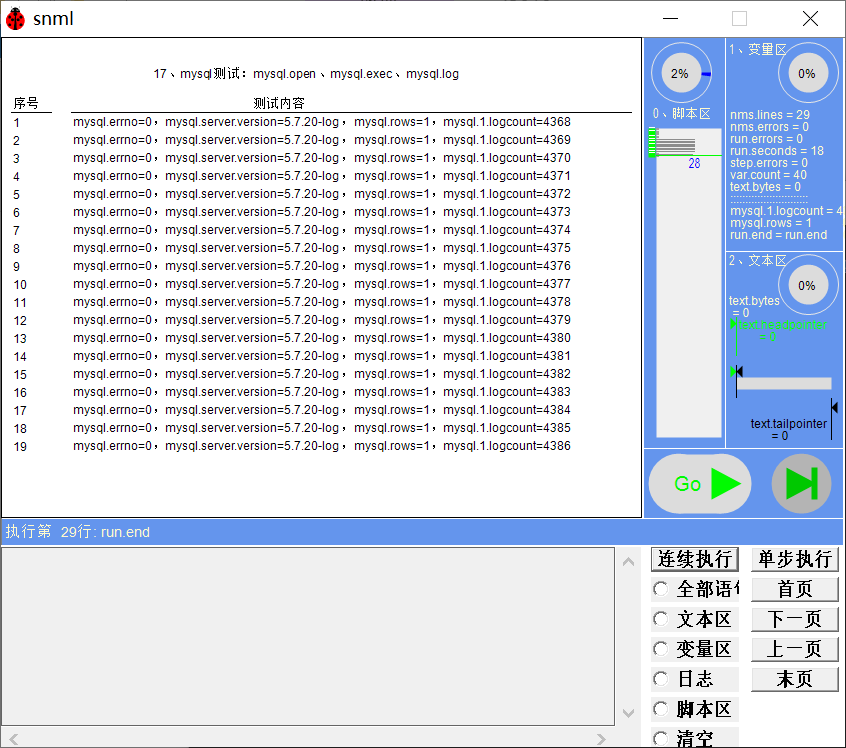 snml
17、mysql测试：mysql.open、mysql.exec、mysql.log
序号 测试内容
1 mysql.errno=0，mysql.server.version=5.7.20-log，mysql.rows=1，mysql.1.logcount=4368
2 mysql.errno=0，mysql.server.version=5.7.20-log，mysql.rows=1，mysql.1.logcount=4369
3 mysql.errno=0，mysql.server.version=5.7.20-log，mysql.rows=1，mysql.1.logcount=4370
4 mysql.errno=0，mysql.server.version=5.7.20-log，mysql.rows=1，mysql.1.logcount=4371
5 mysql.errno=0，mysql.server.version=5.7.20-log，mysql.rows=1，mysql.1.logcount=4372
6 mysql.errno=0，mysql.server.version=5.7.20-log，mysql.rows=1，mysql.1.logcount=4373
7 mysql.errno=0，mysql.server.version=5.7.20-log，mysql.rows=1，mysql.1.logcount=4374
8 mysql.errno=0，mysql.server.version=5.7.20-log，mysql.rows=1，mysql.1.logcount=4375
9 mysql.errno=0，mysql.server.version=5.7.20-log，mysql.rows=1，mysql.1.logcount=4376
10 mysql.errno=0，mysql.server.version=5.7.20-log，mysql.rows=1，mysql.1.logcount=4377
11 mysql.errno=0，mysql.server.version=5.7.20-log，mysql.rows=1，mysql.1.logcount=4378
12 mysql.errno=0，mysql.server.version=5.7.20-log，mysql.rows=1，mysql.1.logcount=4379
13 mysql.errno=0，mysql.server.version=5.7.20-log，mysql.rows=1，mysql.1.logcount=4380
14 mysql.errno=0，mysql.server.version=5.7.20-log，mysql.rows=1，mysql.1.logcount=4381
15 mysql.errno=0，mysql.server.version=5.7.20-log，mysql.rows=1，mysql.1.logcount=4382
16 mysql.errno=0，mysql.server.version=5.7.20-log，mysql.rows=1，mysql.1.logcount=4383
17 mysql.errno=0，mysql.server.version=5.7.20-log，mysql.rows=1，mysql.1.logcount=4384
18 mysql.errno=0，mysql.server.version=5.7.20-log，mysql.rows=1，mysql.1.logcount=4385
19 mysql.errno=0，mysql.server.version=5.7.20-log，mysql.rows=1，mysql.1.logcount=4386
2%
0、脚本区
28
1、变量区
0%
nms.lines = 29
nms.errors = 0
run.errors = 0
run.seconds = 18
step.errors = 0
var.count = 40
text.bytes = 0
mysql.1.logcount = 4
mysql.rows = 1
run.end = run.end
2、文本区
0%
text.bytes
= 0
text.headpointer
= 0
text.tailpointer
= 0
Go
执行第 29行: run.end
连续执行 单步执行
全部语 首页
文本区 下一页
变量区 上一页
日志 末页
脚本区
清空